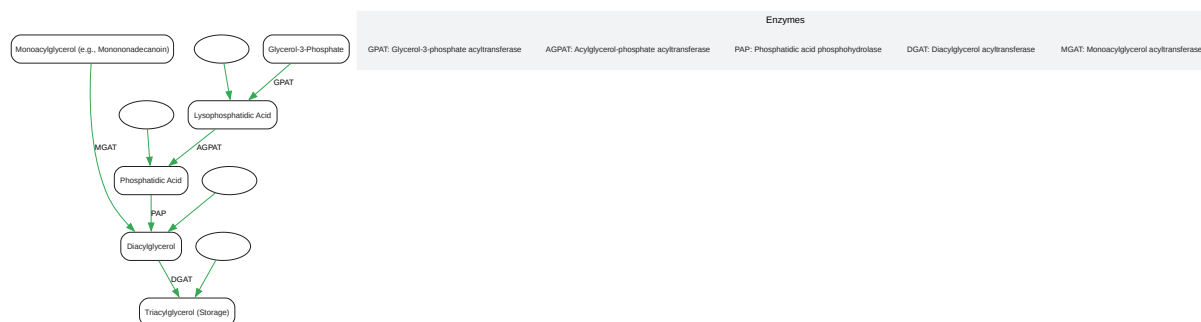 Enzymes
Monoacylglycerol (e.g., Monononadecanoin)
Glycerol-3-Phosphate
GPAT: Glycerol-3-phosphate acyltransferase
AGPAT: Acylglycerol-phosphate acyltransferase
PAP: Phosphatidic acid phosphohydrolase
DGAT: Diacylglycerol acyltransferase
MGAT: Monoacylglycerol acyltransferase
GPAT
Lysophosphatidic Acid
MGAT
AGPAT
Phosphatidic Acid
PAP
Diacylglycerol
DGAT
Triacylglycerol (Storage)